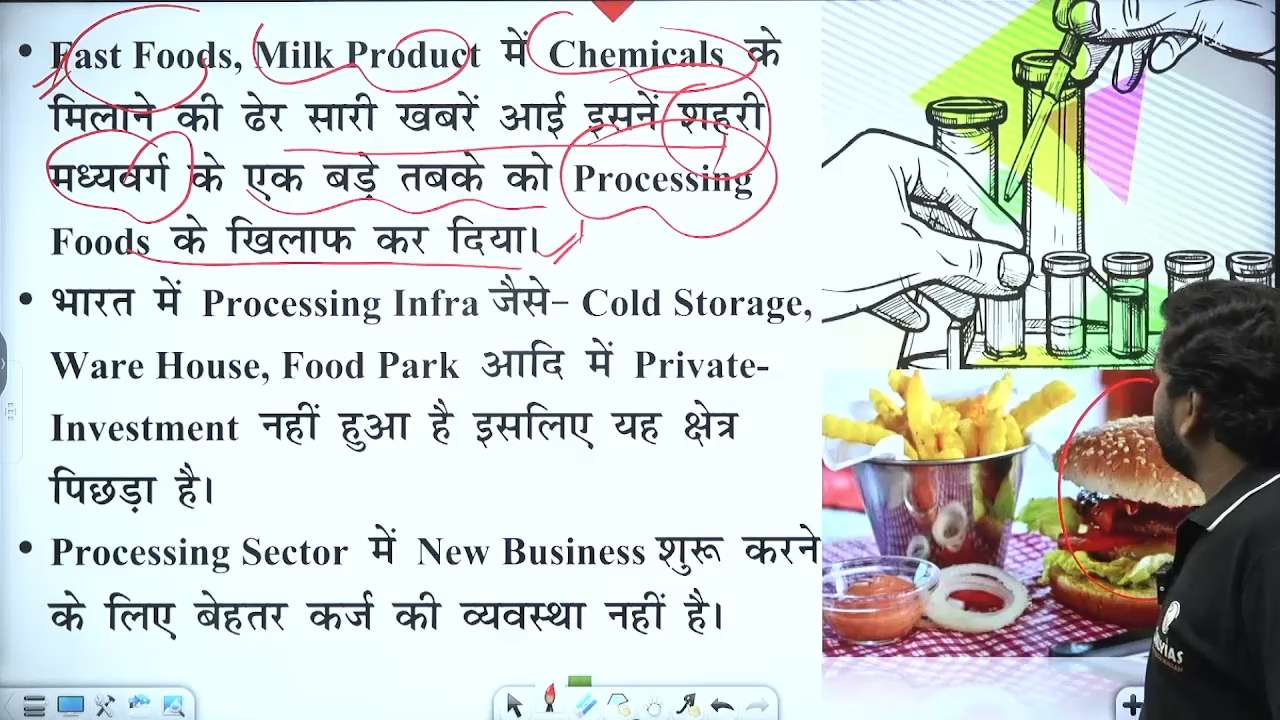 • Fast Foods, Milk Product में Chemicals के
मिलाने की ढेर सारी खबरें आई इसनें शहरी
मध्यवर्ग के एक बड़े तबके को Processing
Foods के खिलाफ कर दिया।
• भारत में Processing Infra जैसे– Cold Storage,
Ware House, Food Park आदि में Private-
Investment नहीं हुआ है इसलिए यह क्षेत्र
पिछड़ा है।
• Processing Sector में New Business शुरू करने
के लिए बेहतर कर्ज की व्यवस्था नहीं है।